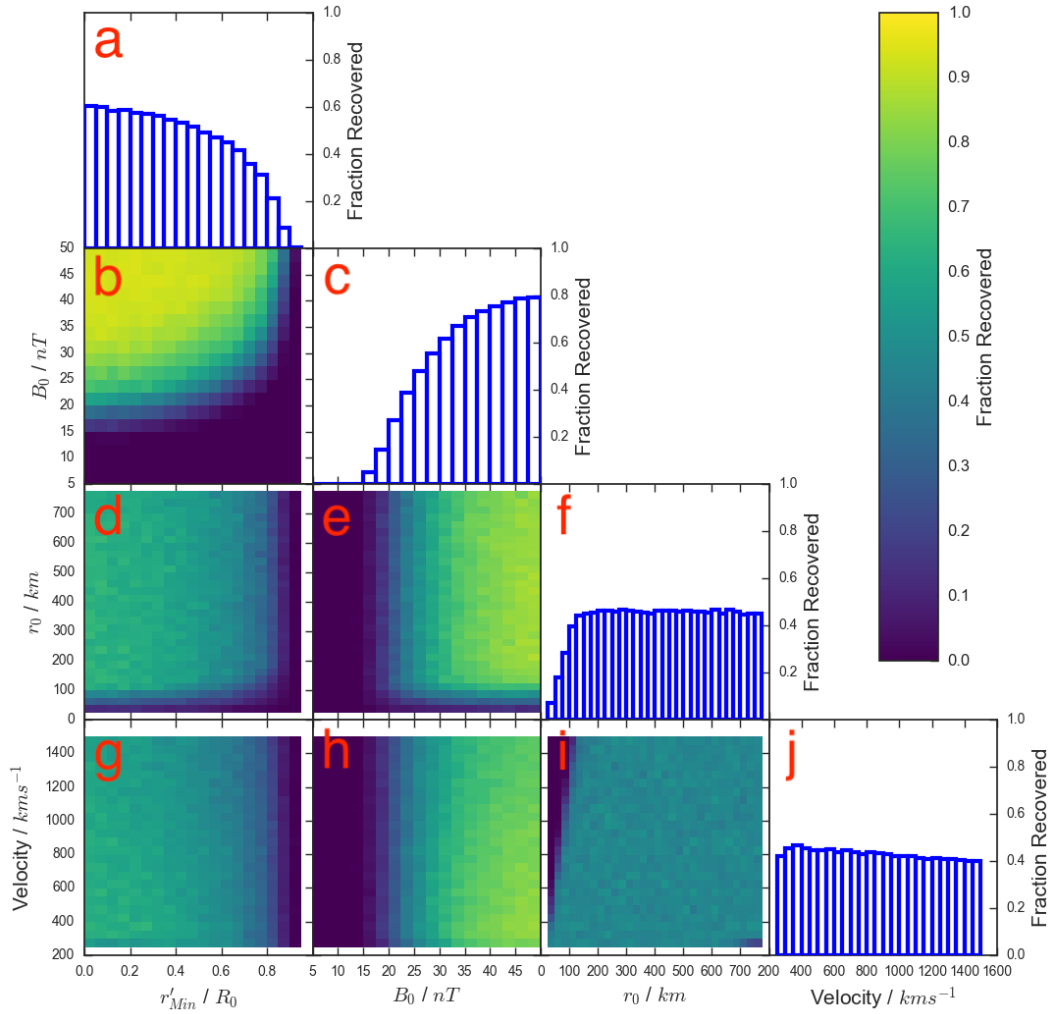 a
1.0
0.8
0.6
0.4
0.2
Fraction Recovered
1.0
0.9
0.8
0.7
0.6
0.5
0.4
0.3
0.2
0.1
0.0
Fraction Recovered
b
50
45
40
35
30
25
20
15
10
5
B₀ / nT
c
1.0
0.8
0.6
0.4
0.2
Fraction Recovered
d
700
600
500
400
300
200
100
0
r₀ / km
e
f
1.0
0.8
0.6
0.4
0.2
Fraction Recovered
g
1400
1200
1000
800
600
400
200
Velocity / kms⁻¹
h
i
j
1.0
0.8
0.6
0.4
0.2
0.0
Fraction Recovered
0.0 0.2 0.4 0.6 0.8
5 10 15 20 25 30 35 40 45
0 100 200 300 400 500 600 700
200 400 600 800 1000 1200 1400 1600
r′Min / R₀
B₀ / nT
r₀ / km
Velocity / kms⁻¹